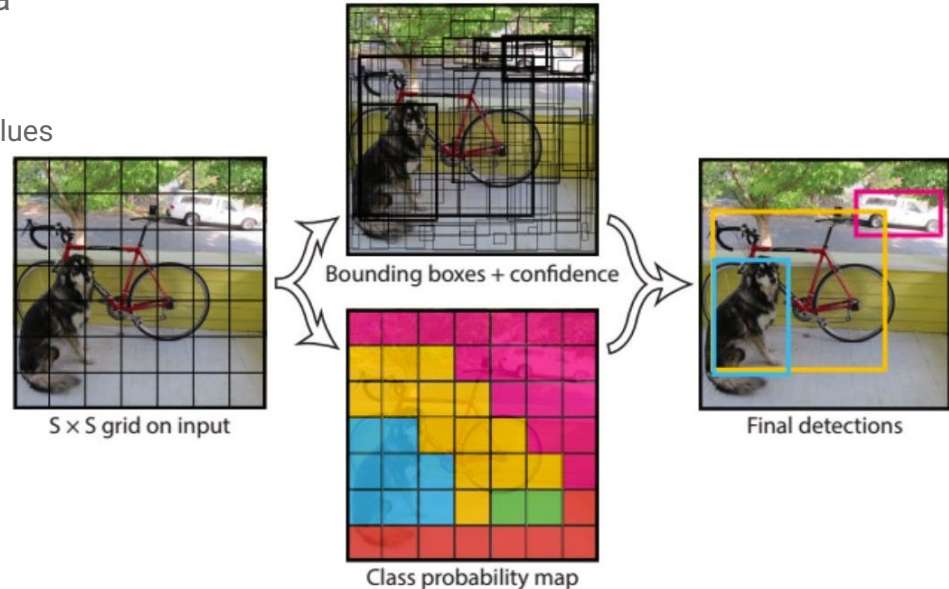 lues
Bounding boxes + confidence
S × S grid on input
Final detections
Class probability map